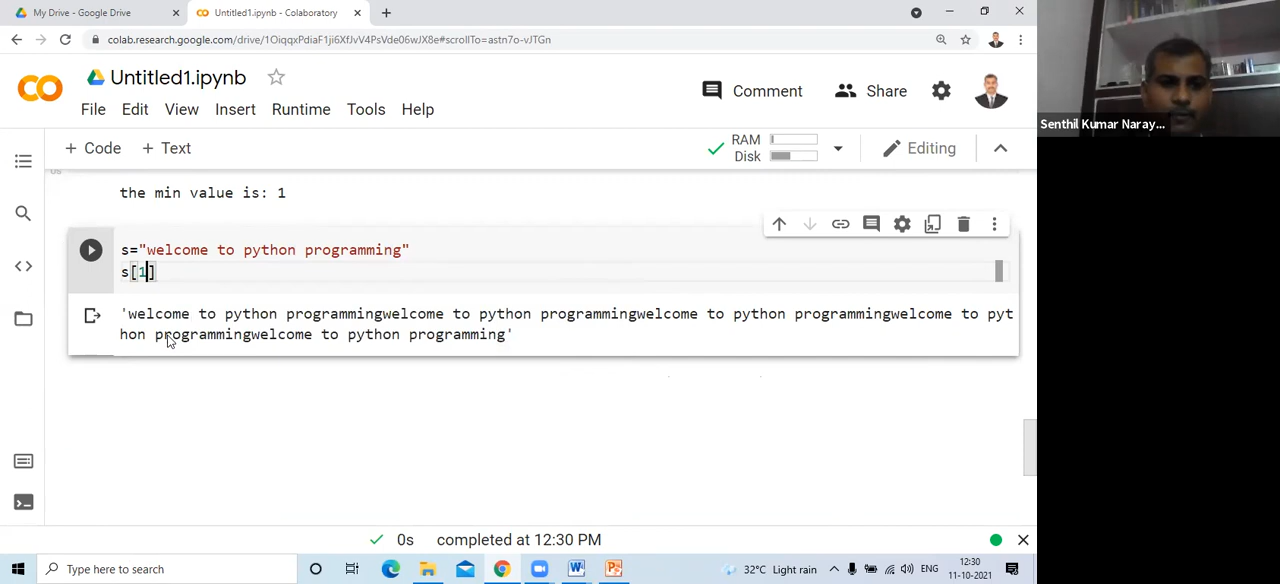 My Drive - Google Drive
Untitled1.ipynb - Colaboratory
colab.research.google.com/drive/1OiqqxPdiaF1ji6XfJvV4PsVde06wJX8e#scrollTo=astn7o-vJTGn
Untitled1.ipynb
Comment
Share
File Edit View Insert Runtime Tools Help
+ Code + Text
RAM
Disk
Editing
0s
the min value is: 1
s="welcome to python programming"
s[1]
'welcome to python programmingwelcome to python programmingwelcome to python programmingwelcome to pyt
hon programmingwelcome to python programming'
0s completed at 12:30 PM
Type here to search
32°C Light rain
ENG
12:30
11-10-2021
Senthil Kumar Naray...